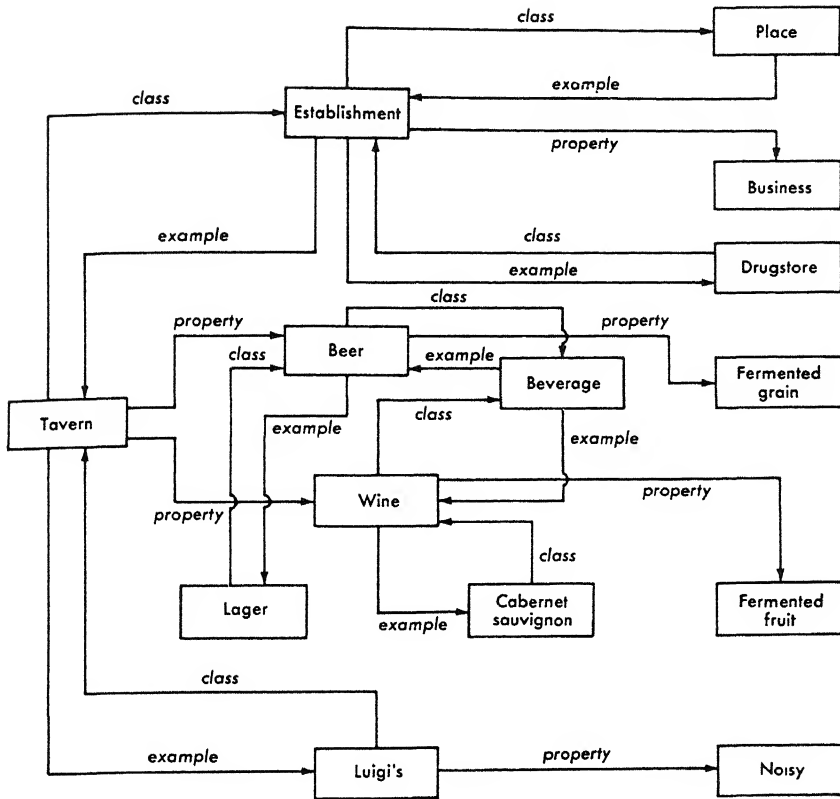 class
Place
example
class
Establishment
property
Business
example
class
example
Drugstore
class
property
property
Beer
class
example
Beverage
Fermented
grain
Tavern
example
class
example
property
Wine
property
class
Lager
example
Cabernet
sauvignon
Fermented
fruit
class
example
Luigi's
property
Noisy